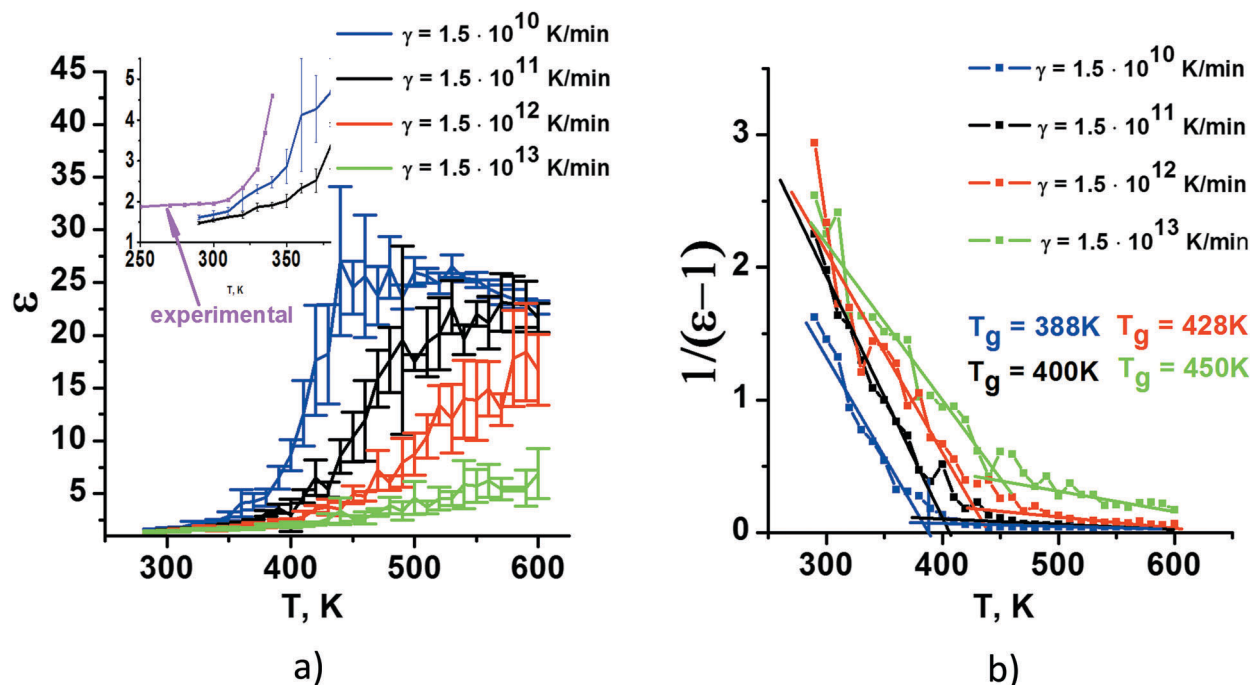 γ = 1.5 · 10^10 K/min
γ = 1.5 · 10^11 K/min
γ = 1.5 · 10^12 K/min
γ = 1.5 · 10^13 K/min
45
40
35
30
25
20
15
10
5
ε
300
400
500
600
T, K
5
4
3
2
1
250
300
350
T, K
experimental
a)
γ = 1.5 · 10^10 K/min
γ = 1.5 · 10^11 K/min
γ = 1.5 · 10^12 K/min
γ = 1.5 · 10^13 K/min
3
2
1
0
1/(ε−1)
Tg = 388K
Tg = 428K
Tg = 400K
Tg = 450K
300
400
500
600
T, K
b)